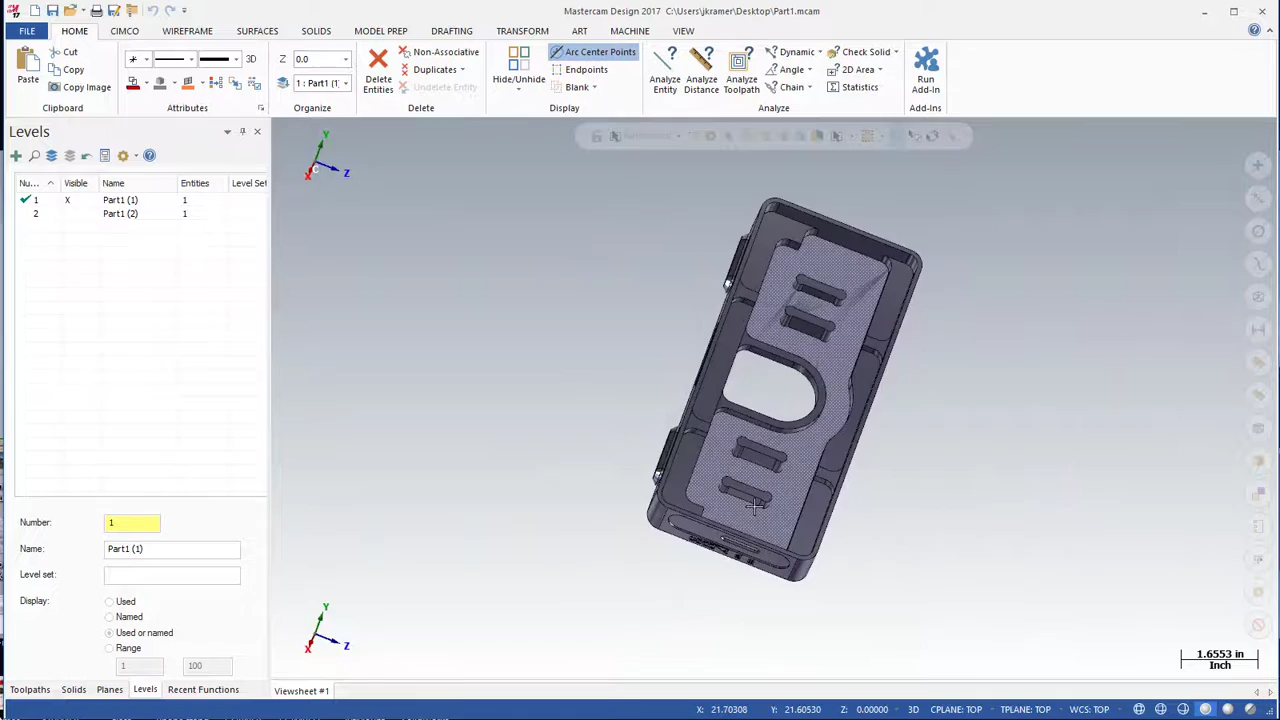 Mastercam Design 2017 C:\Users\jkramer\Desktop\Part1.mcam
FILE HOME CIMCO WIREFRAME SURFACES SOLIDS MODEL PREP DRAFTING TRANSFORM ART MACHINE VIEW
Paste
Cut
Copy
Copy Image
Clipboard
3D
Attributes
Z 0.0
1 : Part1 (1)
Organize
Delete Entities
Non-Associative
Duplicates
Undelete Entity
Delete
Hide/Unhide
Arc Center Points
Endpoints
Blank
Display
Analyze Entity
Analyze Distance
Analyze Toolpath
Dynamic
Angle
Chain
Check Solid
2D Area
Statistics
Analyze
Run Add-In
Add-Ins
Levels
Nu... Visible Name Entities Level Set
1 X Part1 (1) 1
2 Part1 (2) 1
Number: 1
Name: Part1 (1)
Level set:
Display: Used
Named
Used or named
Range
1 100
Toolpaths Solids Planes Levels Recent Functions
Y
Z
X
C
Y
Z
X
1.6553 in
Inch
Viewsheet #1
X: 21.70308 Y: 21.60530 Z: 0.00000 3D CPLANE: TOP TPLANE: TOP WCS: TOP